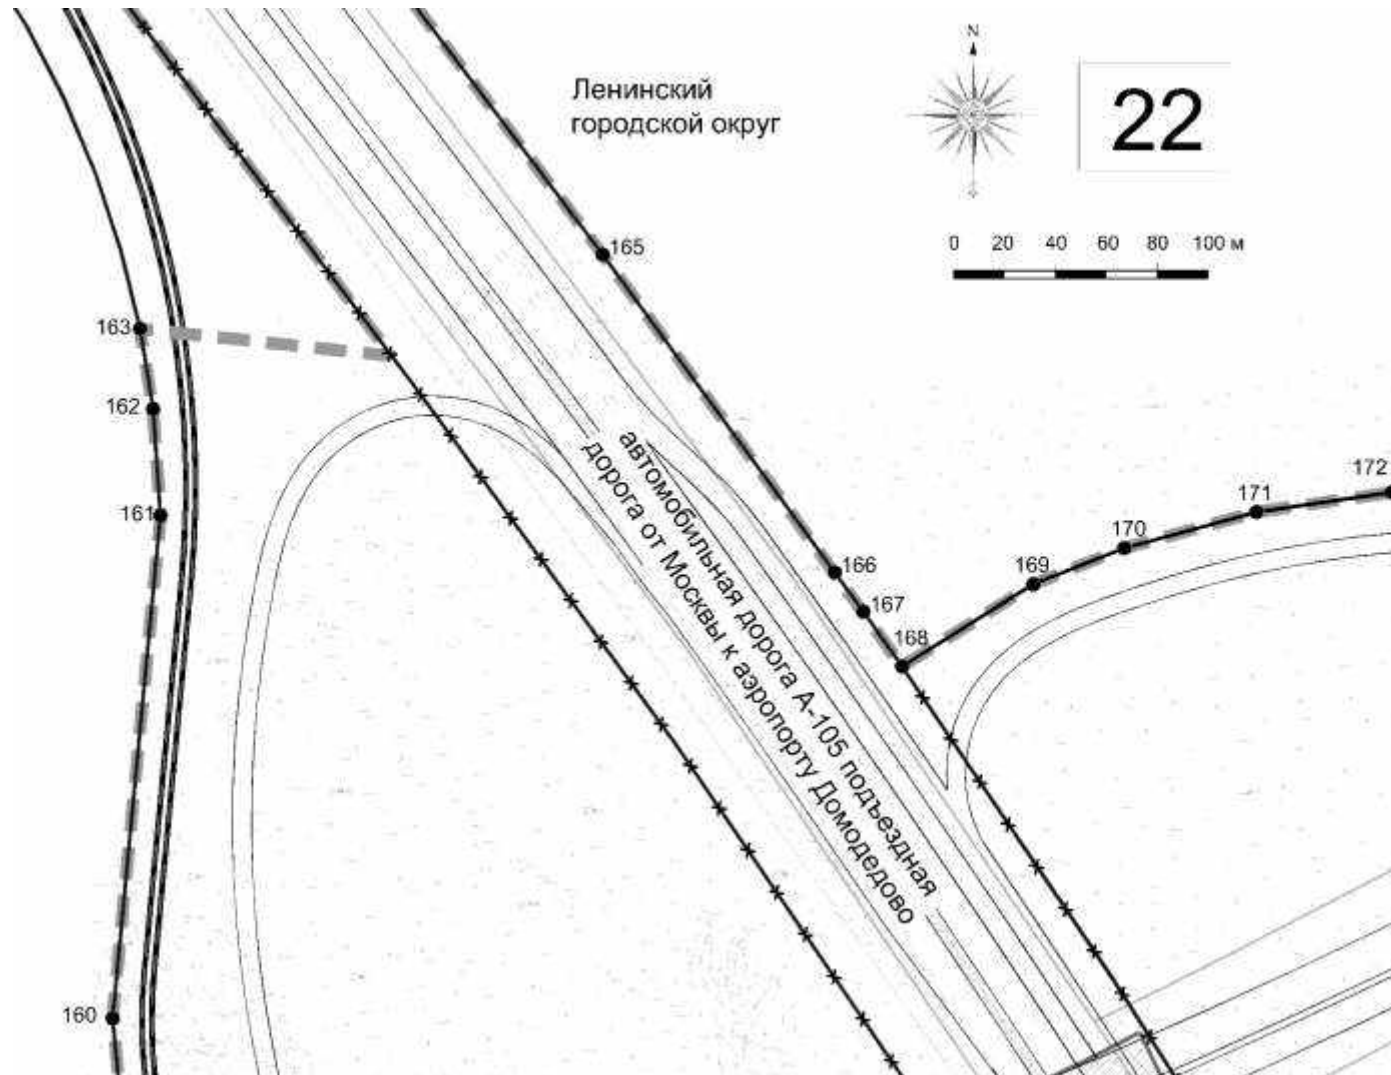 N
22
Ленинский
городской округ
0 20 40 60 80 100 м
165
163
162
161
160
166
167
168
169
170
171
172
автомобильная дорога А-105 подъездная
дорога от Москвы к аэропорту Домодедово